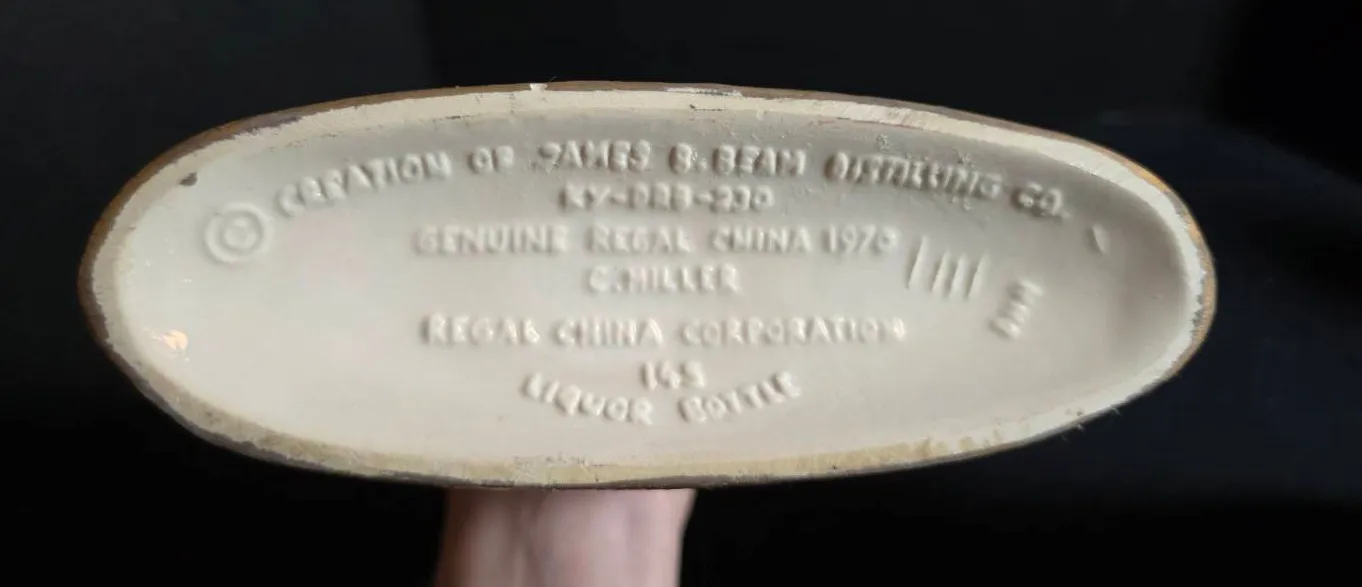 © CREATION OF JAMES B. BEAM DISTILLING CO.
KY-DRB-230
GENUINE REGAL CHINA 1970
C. MILLER
REGAL CHINA CORPORATION
145
LIQUOR BOTTLE